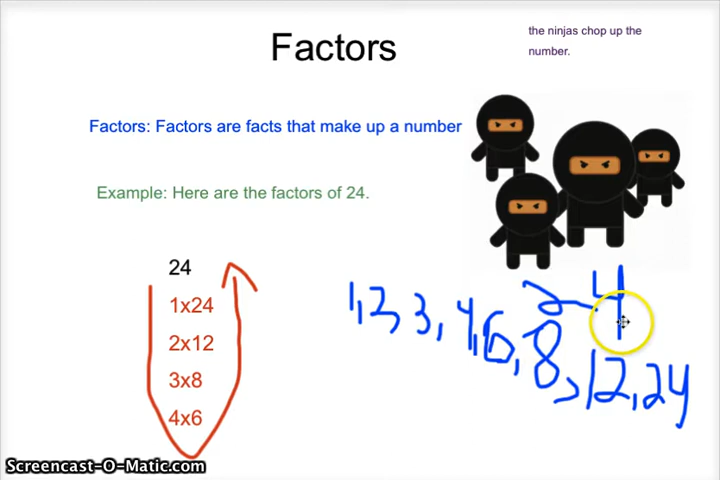 the ninjas chop up the
number.
Factors
Factors: Factors are facts that make up a number
Example: Here are the factors of 24.
24
1x24
2x12
3x8
4x6
24
1,2,3,4,6,8,12,24
Screencast-O-Matic.com